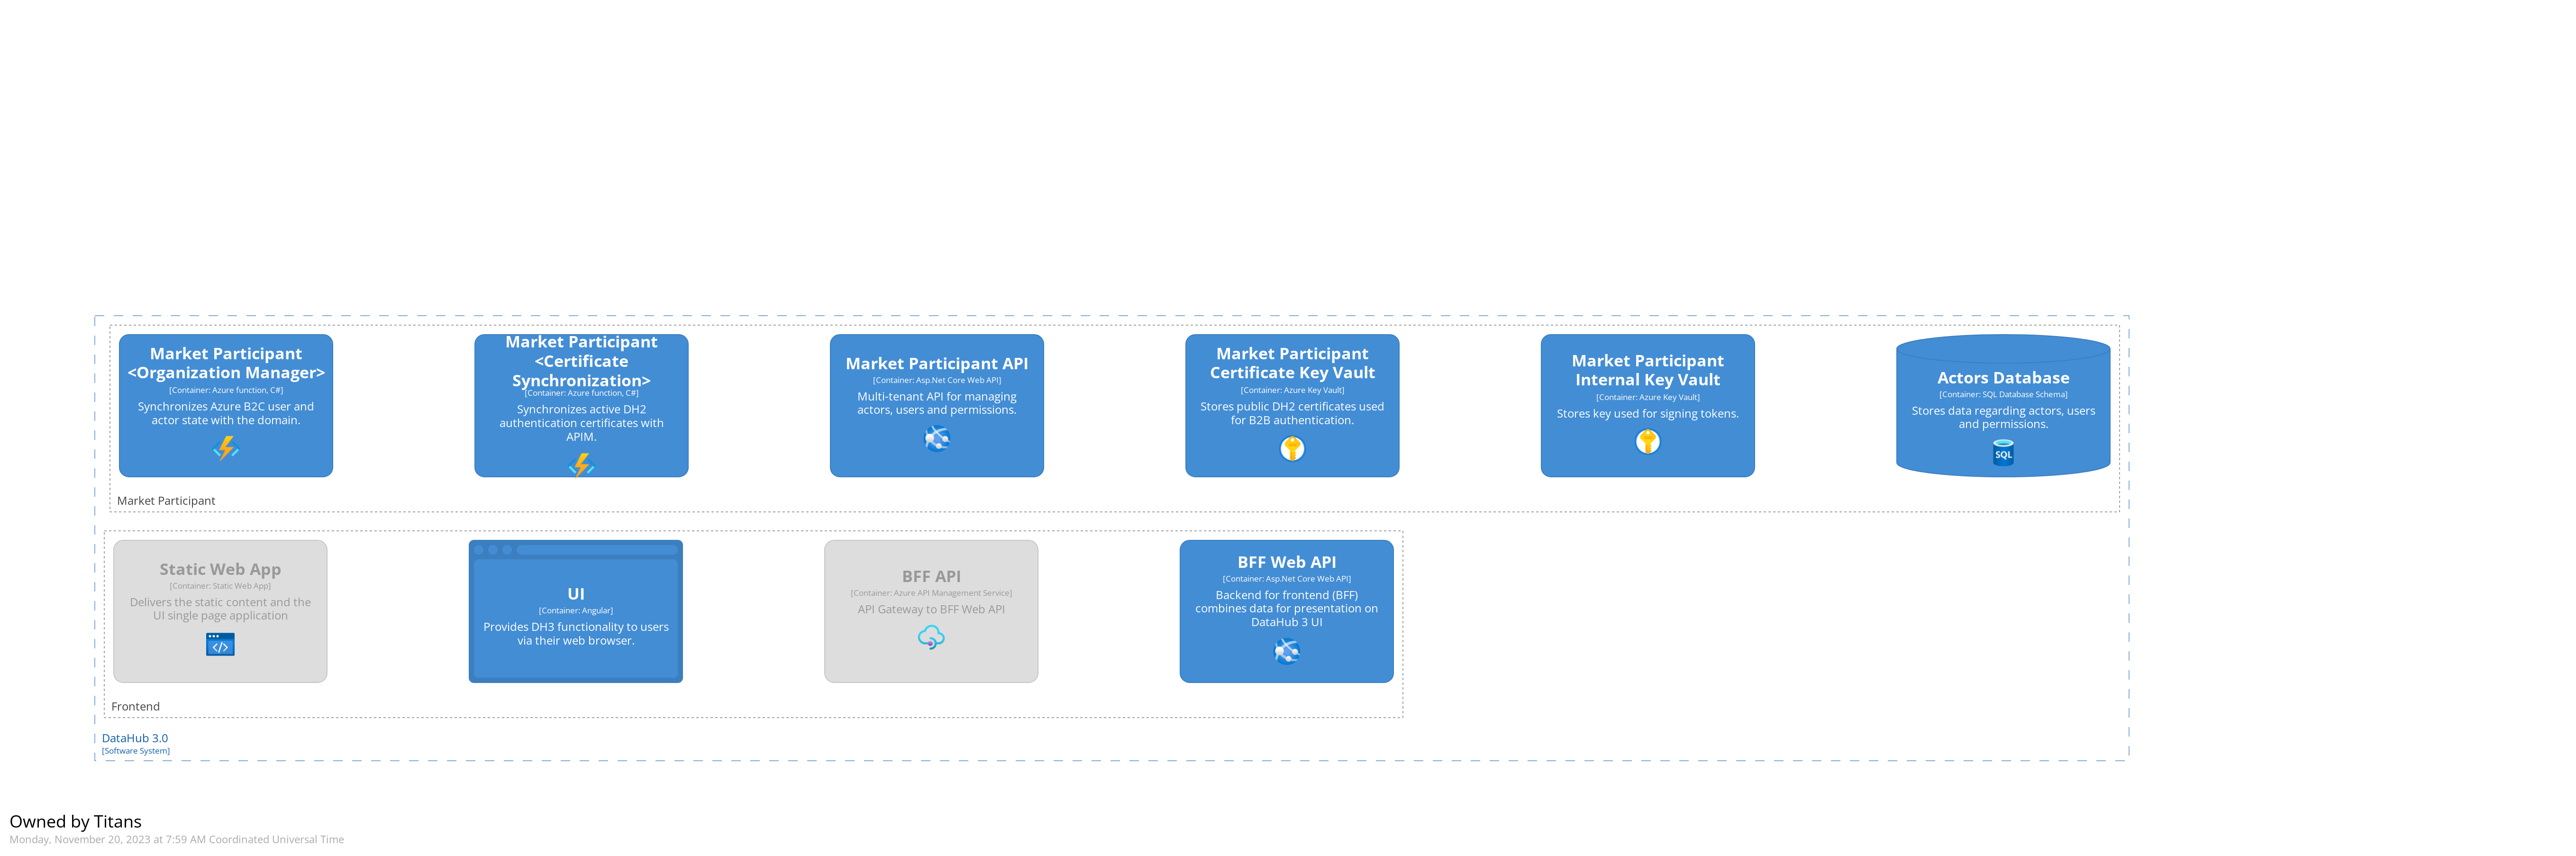 Market Participant
<Organization Manager>
[Container: Azure function, C#]
Synchronizes Azure B2C user and
actor state with the domain.
Market Participant
<Certificate
Synchronization>
[Container: Azure function, C#]
Synchronizes active DH2
authentication certificates with
APIM.
Market Participant API
[Container: Asp.Net Core Web API]
Multi-tenant API for managing
actors, users and permissions.
Market Participant
Certificate Key Vault
[Container: Azure Key Vault]
Stores public DH2 certificates used
for B2B authentication.
Market Participant
Internal Key Vault
[Container: Azure Key Vault]
Stores key used for signing tokens.
Actors Database
[Container: SQL Database Schema]
Stores data regarding actors, users
and permissions.
SQL
Market Participant
Static Web App
[Container: Static Web App]
Delivers the static content and the
UI single page application
</>
UI
[Container: Angular]
Provides DH3 functionality to users
via their web browser.
BFF API
[Container: Azure API Management Service]
API Gateway to BFF Web API
BFF Web API
[Container: Asp.Net Core Web API]
Backend for frontend (BFF)
combines data for presentation on
DataHub 3 UI
Frontend
DataHub 3.0
[Software System]
Owned by Titans
Monday, November 20, 2023 at 7:59 AM Coordinated Universal Time